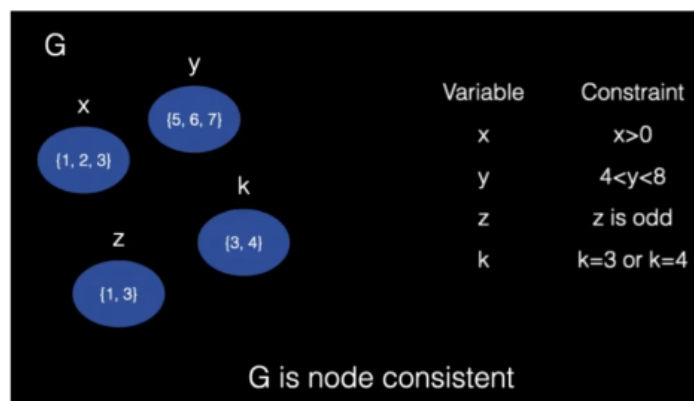 G
y
x
{5, 6, 7}
{1, 2, 3}
k
{3, 4}
z
{1, 3}
Variable Constraint
x x>0
y 4<y<8
z z is odd
k k=3 or k=4
G is node consistent